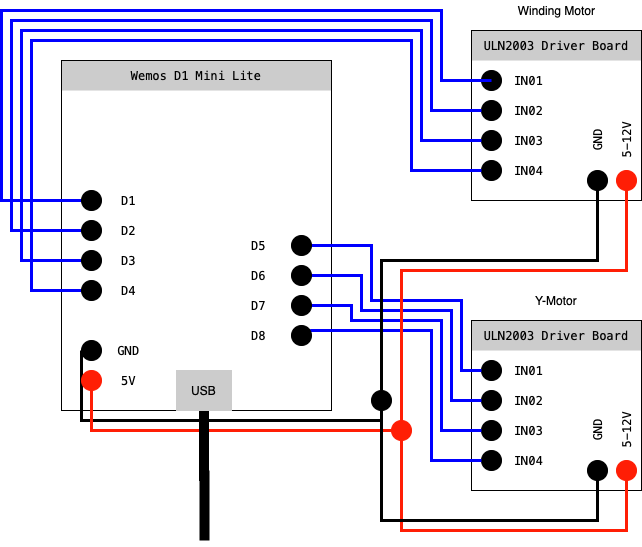 Winding Motor
ULN2003 Driver Board
IN01
IN02
IN03
IN04
GND
5-12V
Wemos D1 Mini Lite
D1
D2
D3
D4
GND
5V
D5
D6
D7
D8
USB
Y-Motor
ULN2003 Driver Board
IN01
IN02
IN03
IN04
GND
5-12V